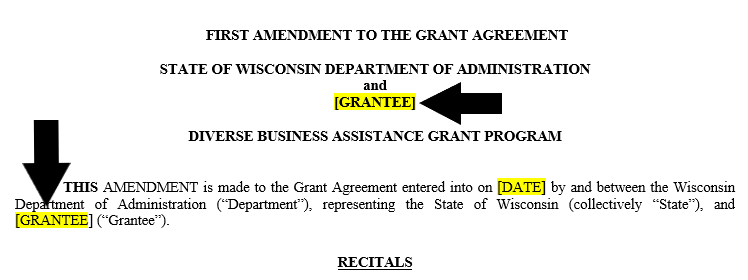 FIRST AMENDMENT TO THE GRANT AGREEMENT
STATE OF WISCONSIN DEPARTMENT OF ADMINISTRATION
and
[GRANTEE]
DIVERSE BUSINESS ASSISTANCE GRANT PROGRAM
THIS AMENDMENT is made to the Grant Agreement entered into on [DATE] by and between the Wisconsin
Department of Administration (“Department”), representing the State of Wisconsin (collectively “State”), and
[GRANTEE] (“Grantee”).
RECITALS